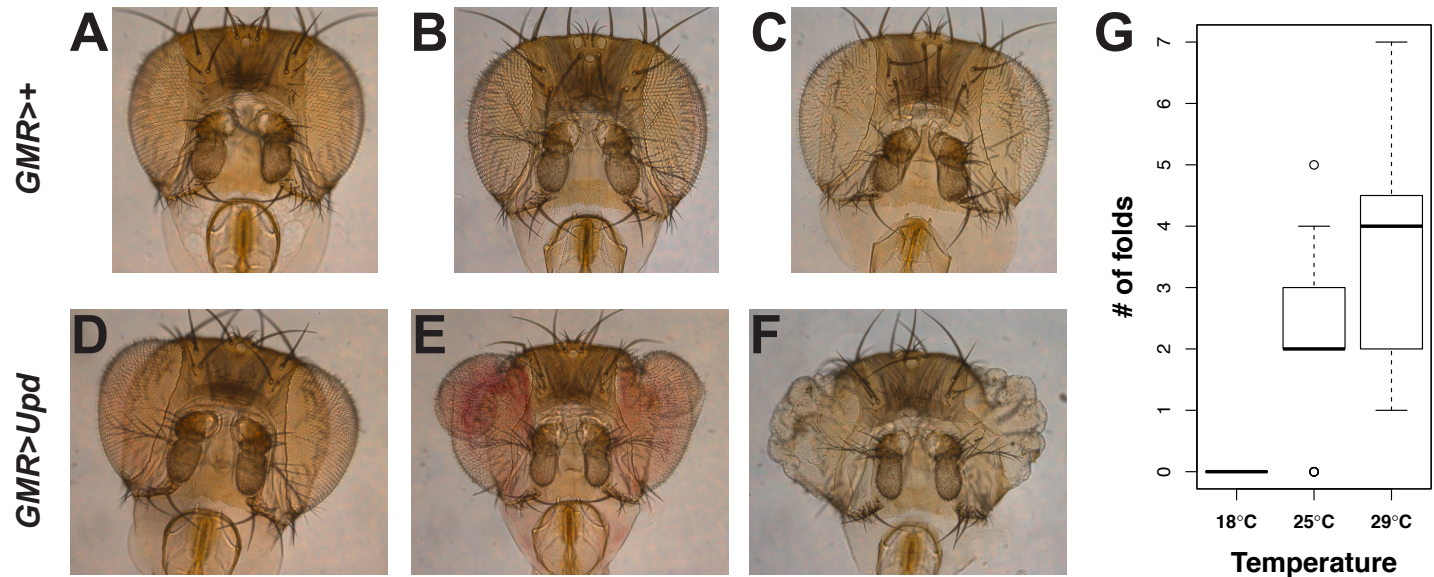 A
B
C
G
GMR>+
D
E
F
GMR>Upd
# of folds
7
6
5
4
3
2
1
0
18°C
25°C
29°C
Temperature